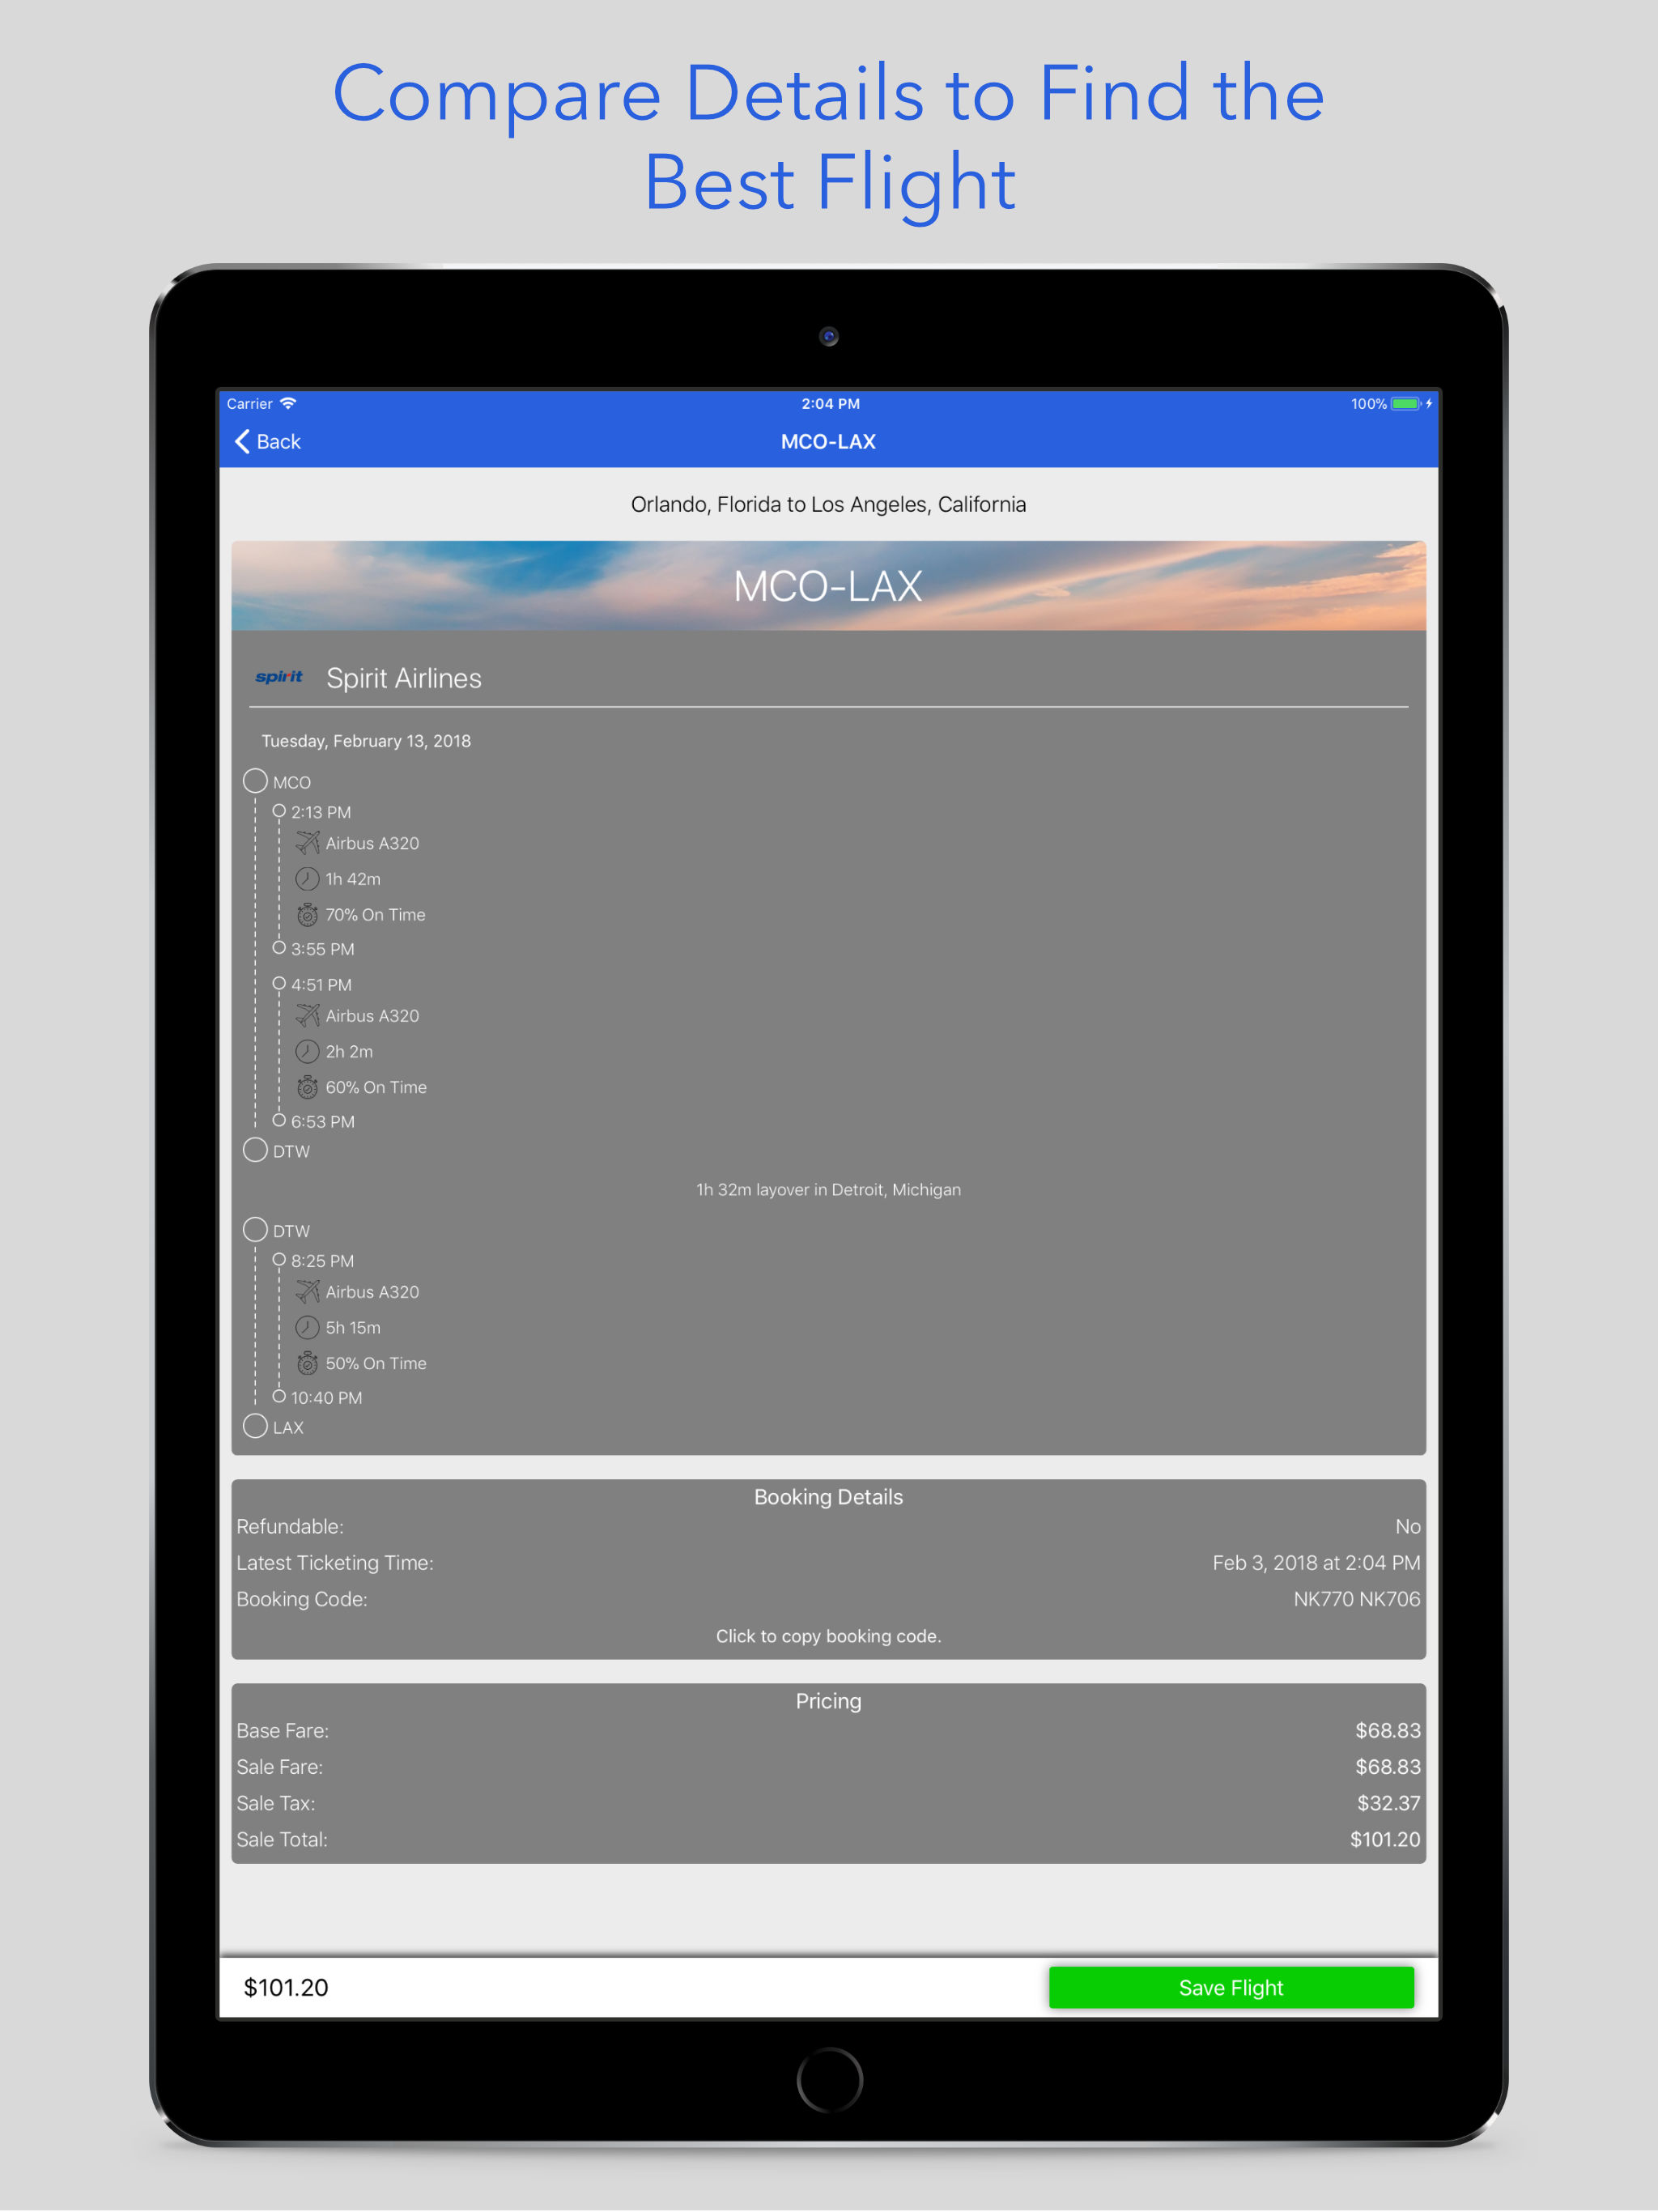 Compare Details to Find the
Best Flight
Carrier 2:04 PM 100%
Back MCO-LAX
Orlando, Florida to Los Angeles, California
MCO-LAX
spirit Spirit Airlines
Tuesday, February 13, 2018
MCO
2:13 PM
Airbus A320
1h 42m
70% On Time
3:55 PM
4:51 PM
Airbus A320
2h 2m
60% On Time
6:53 PM
DTW
1h 32m layover in Detroit, Michigan
DTW
8:25 PM
Airbus A320
5h 15m
50% On Time
10:40 PM
LAX
Booking Details
Refundable: No
Latest Ticketing Time: Feb 3, 2018 at 2:04 PM
Booking Code: NK770 NK706
Click to copy booking code.
Pricing
Base Fare: $68.83
Sale Fare: $68.83
Sale Tax: $32.37
Sale Total: $101.20
$101.20 Save Flight